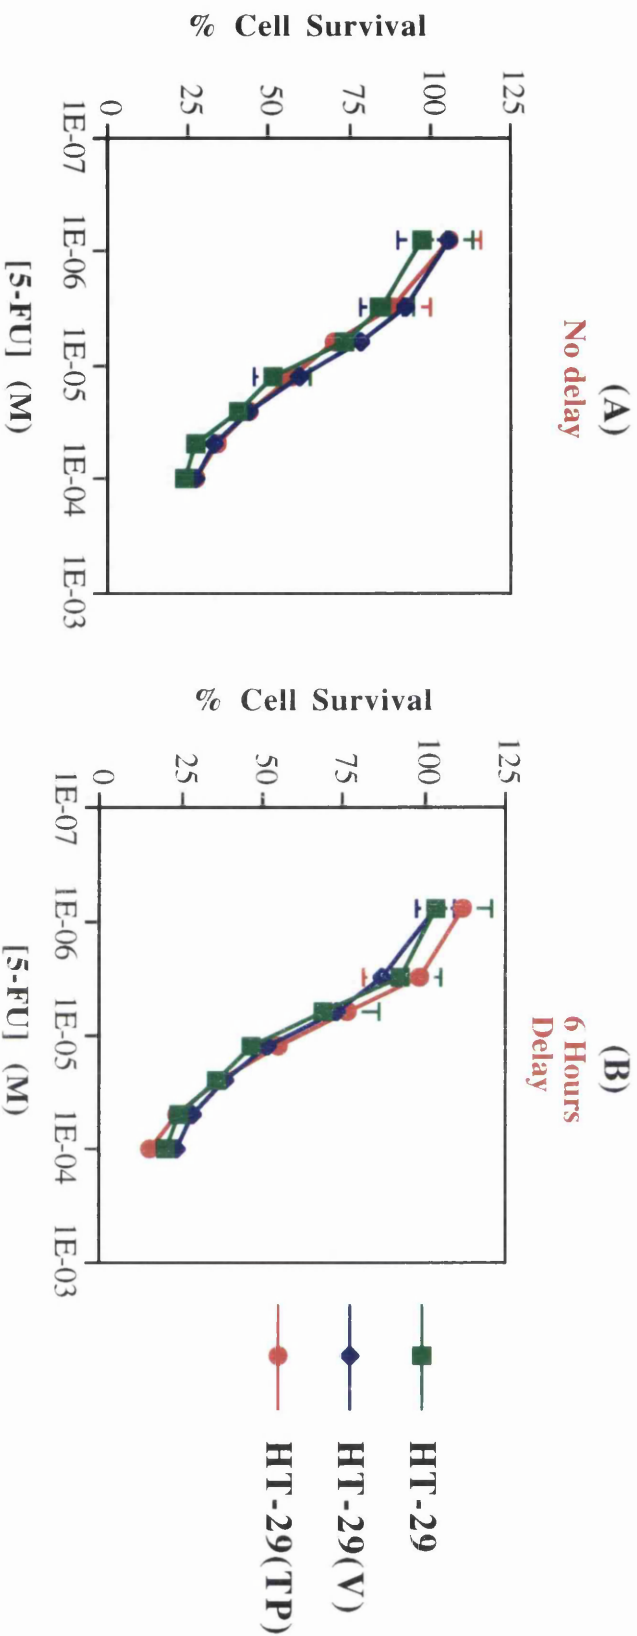 (A)
No delay
% Cell Survival
125
100
75
50
25
0
1E-07
1E-06
1E-05
1E-04
1E-03
[5-FU] (M)
(B)
6 Hours
Delay
% Cell Survival
125
100
75
50
25
0
1E-07
1E-06
1E-05
1E-04
1E-03
[5-FU] (M)
HT-29
HT-29(V)
HT-29(TP)